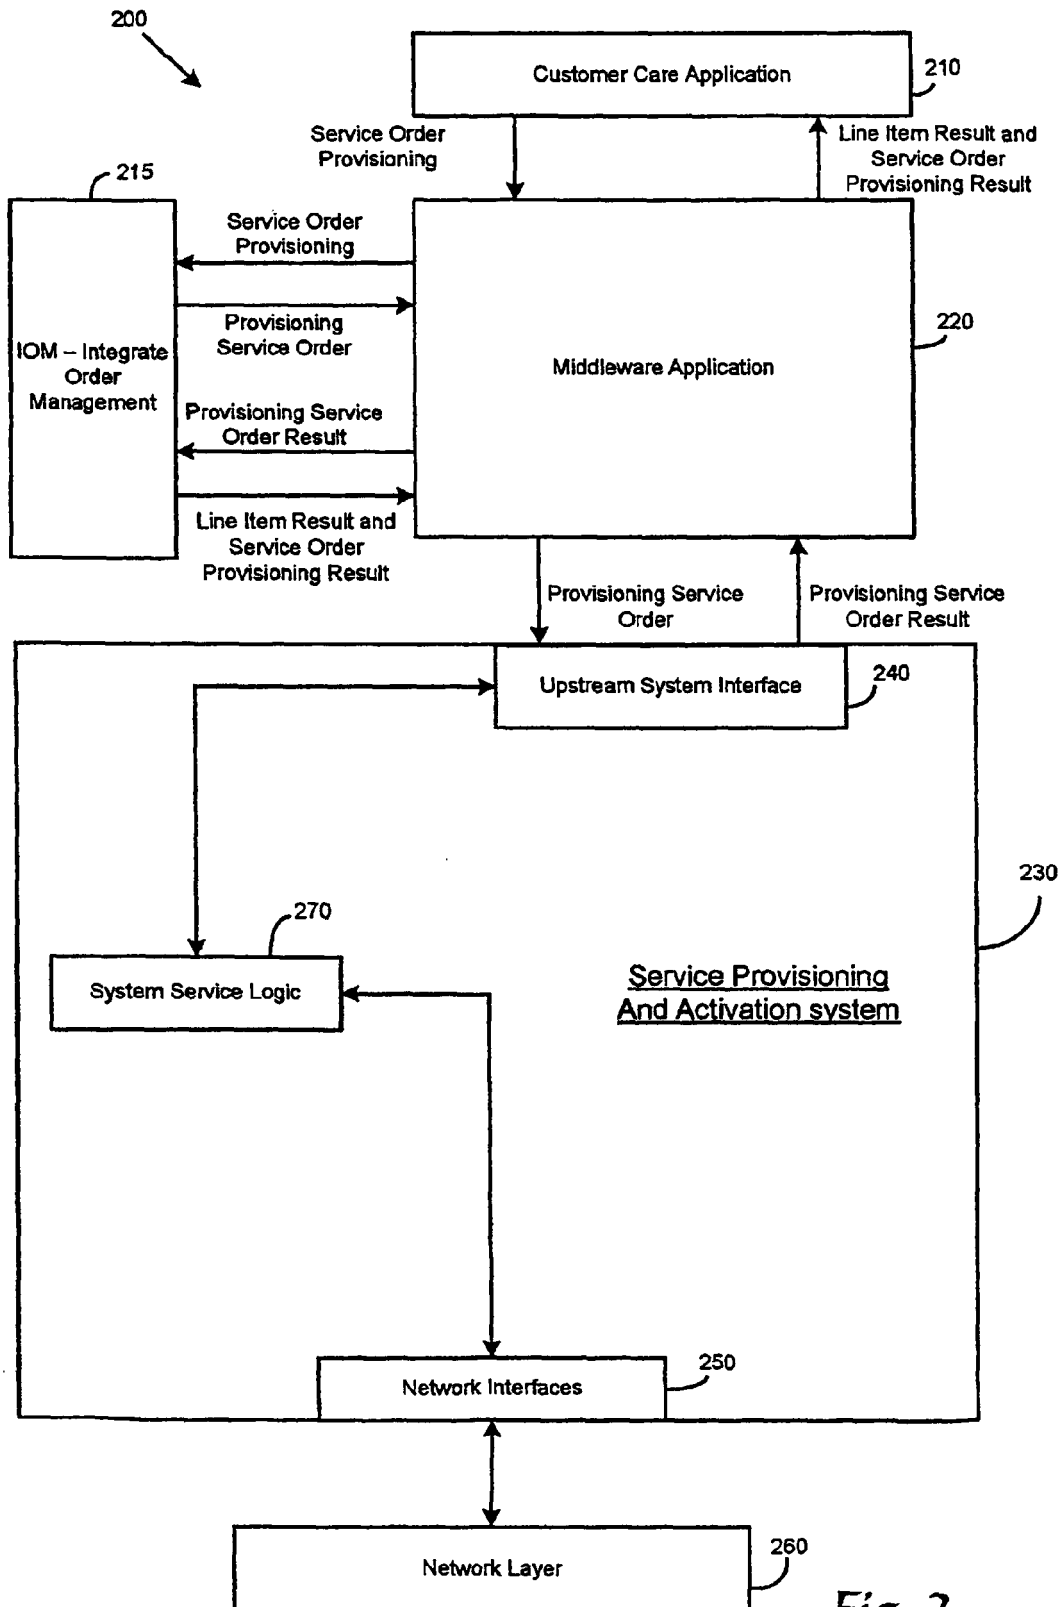 200
Customer Care Application
210
Service Order
Provisioning
Line Item Result and
Service Order
Provisioning Result
215
Service Order
Provisioning
Provisioning
Service Order
220
IOM – Integrate
Order
Management
Middleware Application
Provisioning Service
Order Result
Line Item Result and
Service Order
Provisioning Result
Provisioning Service
Order
Provisioning Service
Order Result
Upstream System Interface
240
230
270
System Service Logic
Service Provisioning
And Activation system
Network Interfaces
250
Network Layer
260